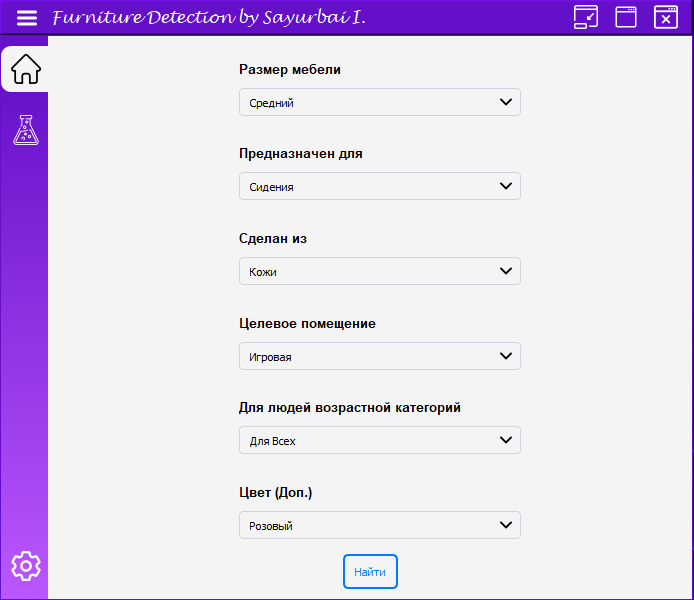 Furniture Detection by Sayurbai I.
Размер мебели
Средний
Предназначен для
Сидения
Сделан из
Кожи
Целевое помещение
Игровая
Для людей возрастной категорий
Для Всех
Цвет (Доп.)
Розовый
Найти